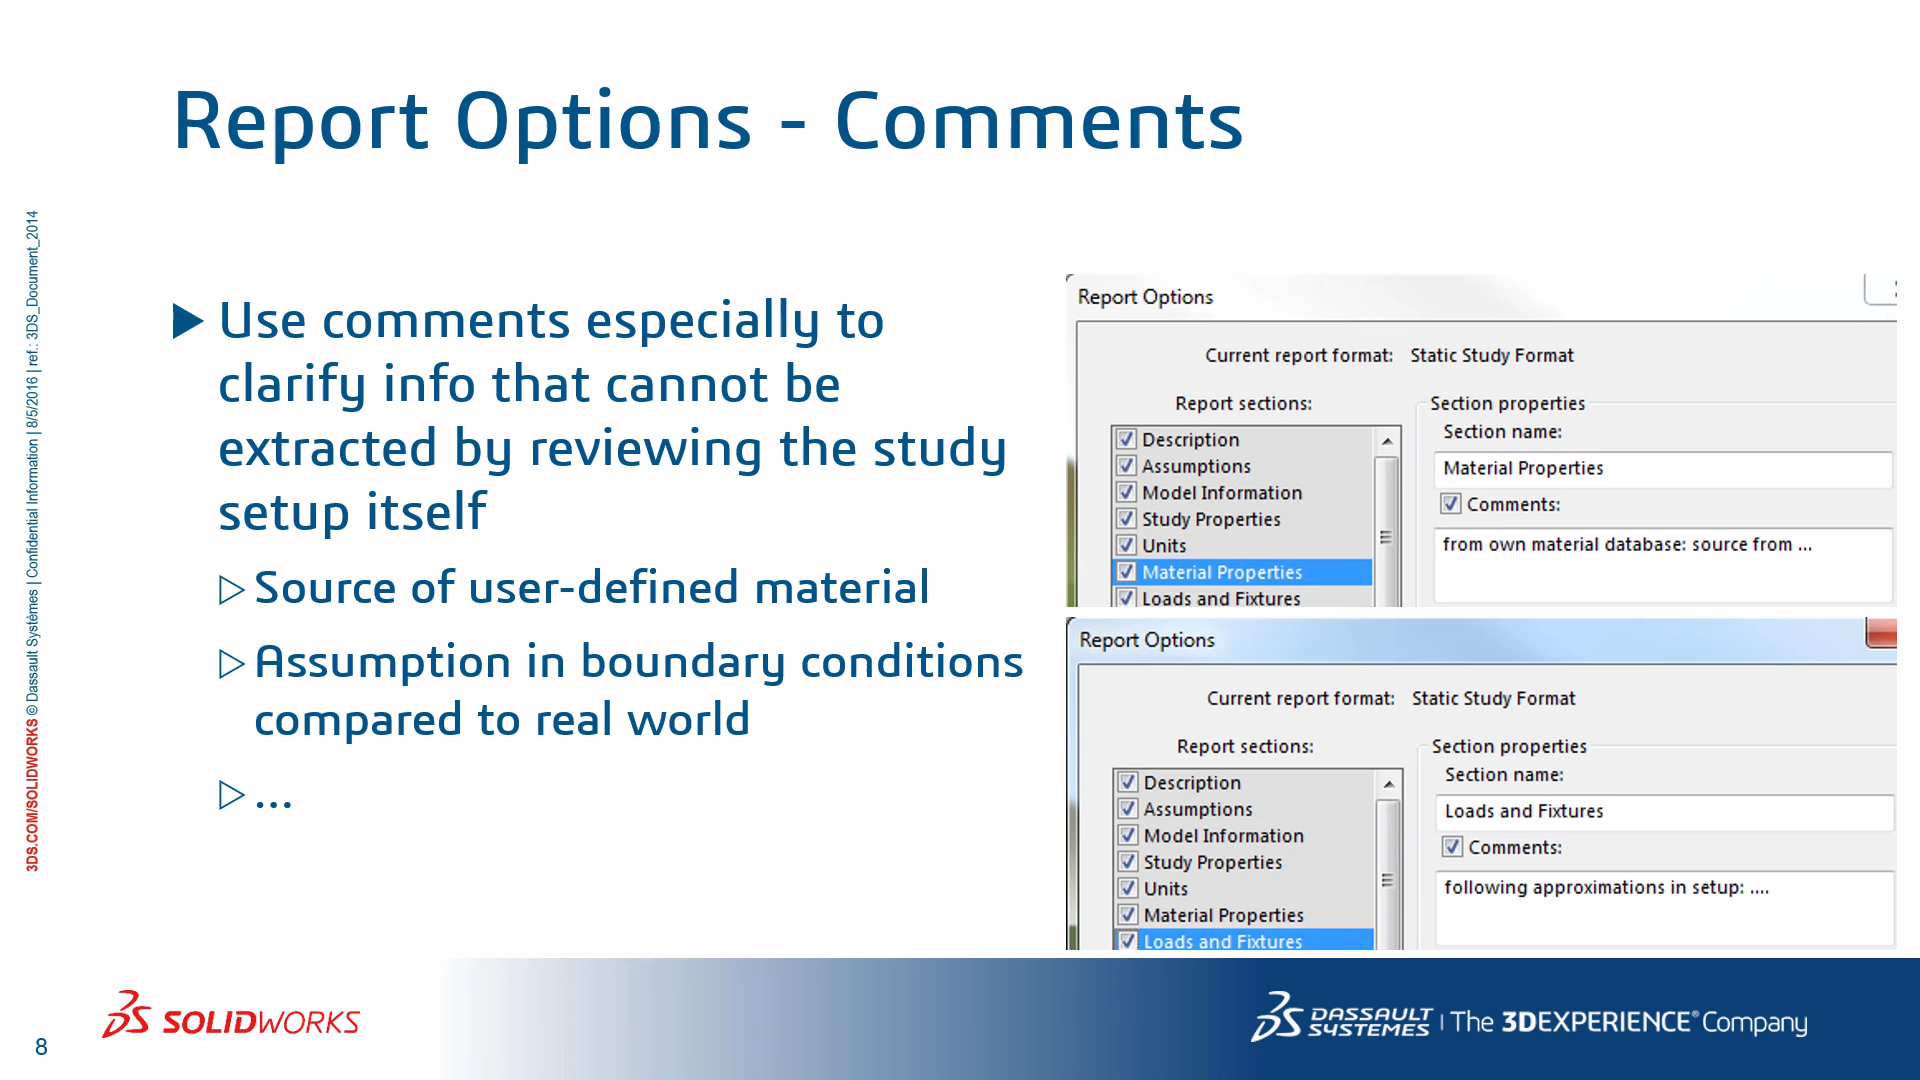 Report Options - Comments
3DS.COM/SOLIDWORKS © Dassault Systèmes | Confidential Information | 8/5/2016 | ref.: 3DS_Document_2014
Use comments especially to
clarify info that cannot be
extracted by reviewing the study
setup itself
Source of user-defined material
Assumption in boundary conditions
compared to real world
...
Report Options
Current report format: Static Study Format
Report sections:
Section properties
Section name:
Description
Assumptions
Model Information
Study Properties
Units
Material Properties
Loads and Fixtures
Material Properties
Comments:
from own material database: source from ...
Report Options
Current report format: Static Study Format
Report sections:
Section properties
Section name:
Description
Assumptions
Model Information
Study Properties
Units
Material Properties
Loads and Fixtures
Loads and Fixtures
Comments:
following approximations in setup: ....
SOLIDWORKS
DASSAULT
SYSTEMES
| The 3DEXPERIENCE® Company
8